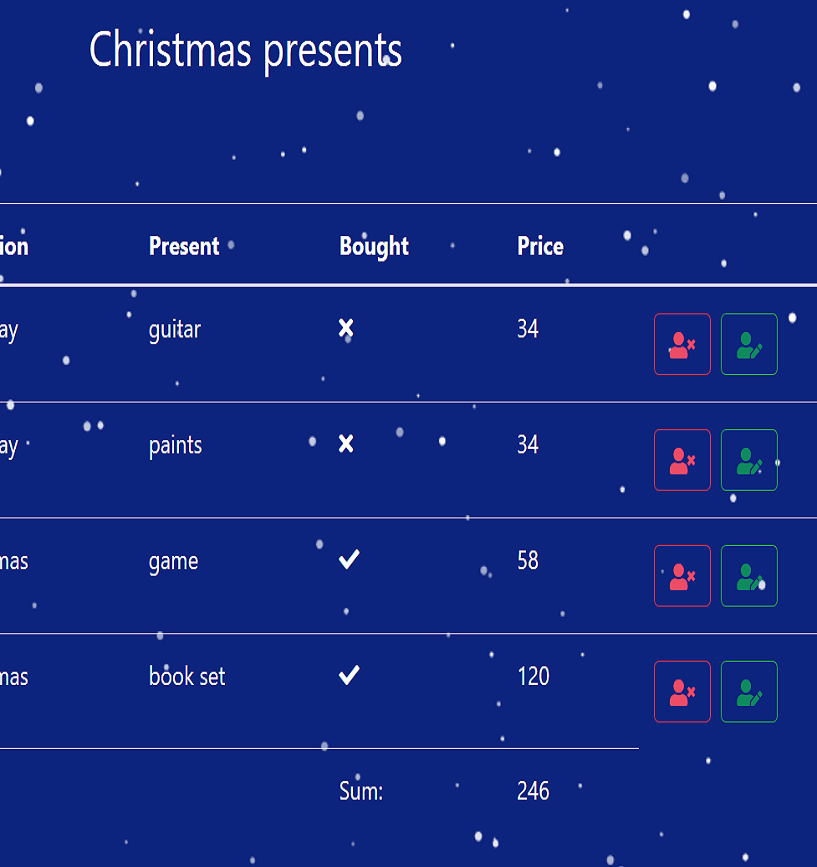 Christmas presents
ion Present Bought Price
ay guitar 34
ay paints 34
mas game 58
mas book set 120
Sum: 246